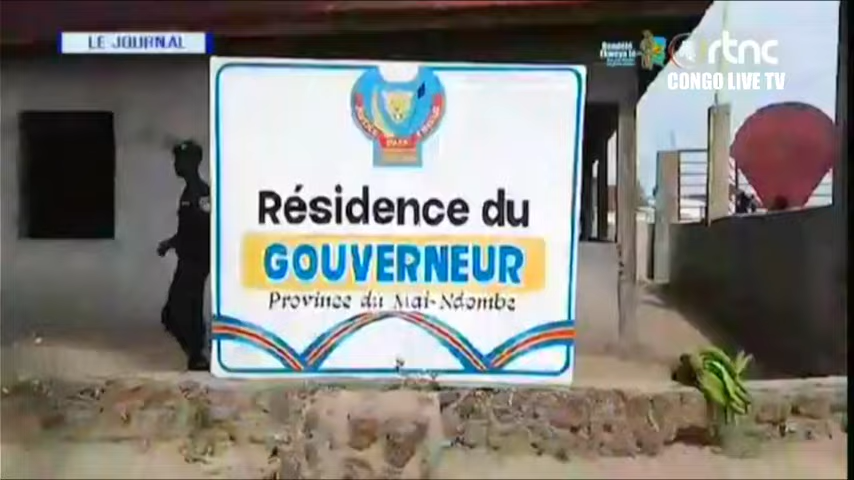 LE JOURNAL
rtnc
CONGO LIVE TV
Résidence du
GOUVERNEUR
Province du Mai-Ndombe